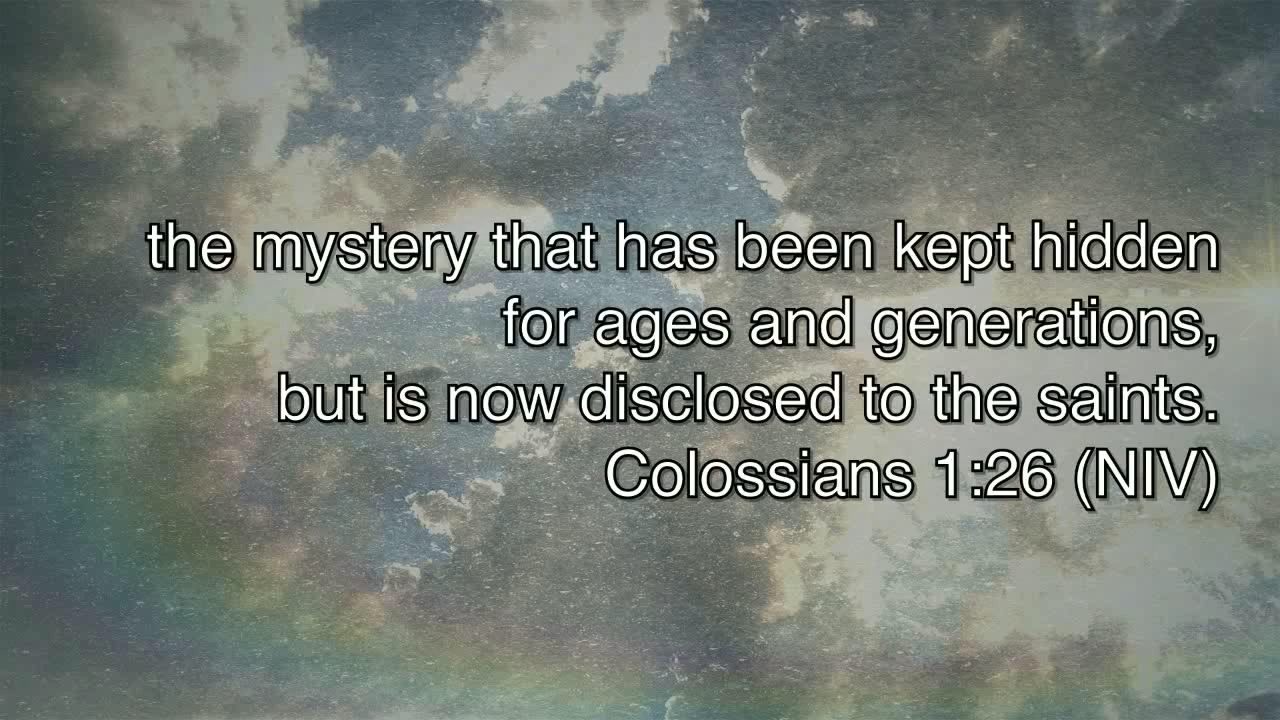 the mystery that has been kept hidden
for ages and generations,
but is now disclosed to the saints.
Colossians 1:26 (NIV)